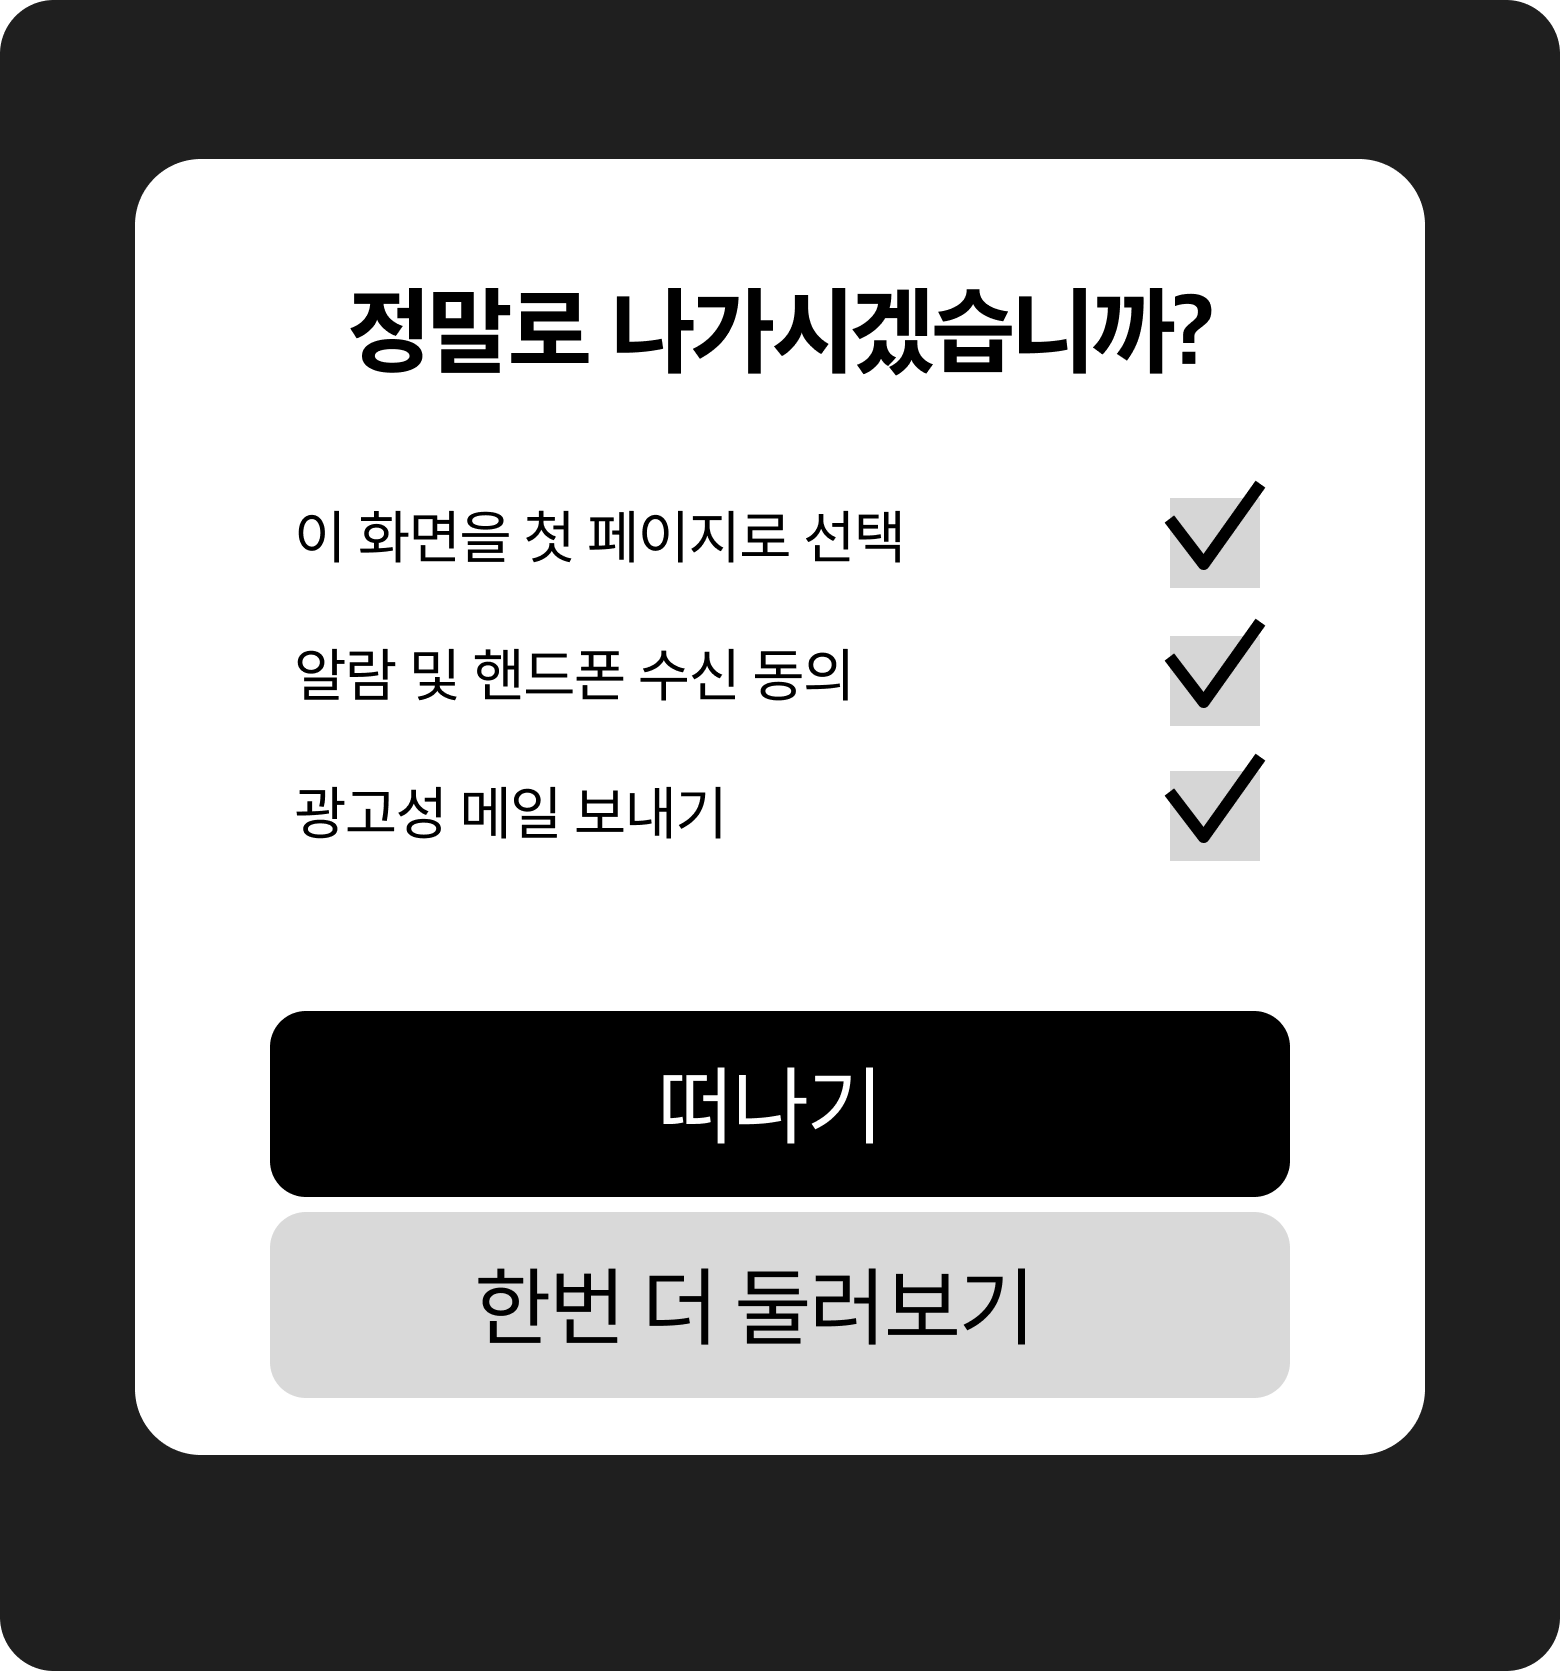 정말로 나가시겠습니까?
이 화면을 첫 페이지로 선택
알람 및 핸드폰 수신 동의
광고성 메일 보내기
떠나기
한번 더 둘러보기